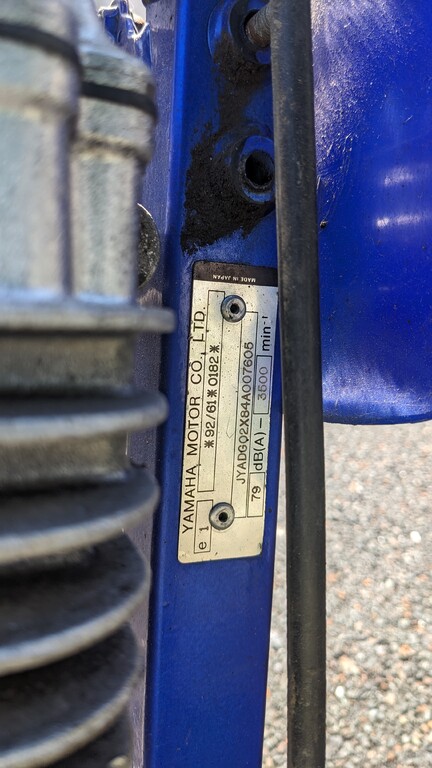 MADE IN JAPAN
YAMAHA MOTOR CO., LTD.
e 1 *92/61*0182*
JYADG02X84A007605
79 dB(A) - 3500 min⁻¹